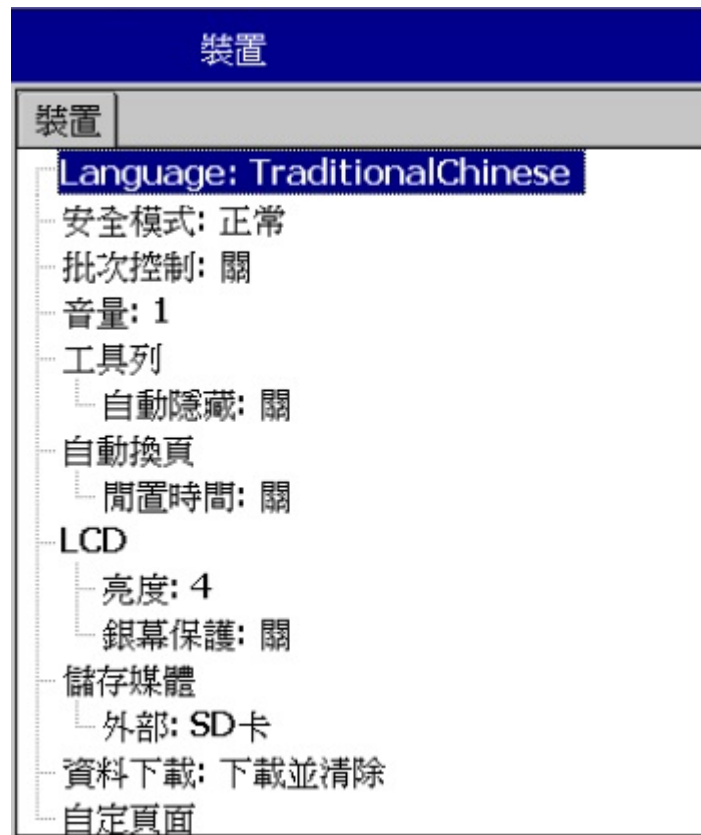 裝置
裝置
Language: TraditionalChinese
安全模式: 正常
批次控制: 關
音量: 1
工具列
自動隱藏: 關
自動換頁
閒置時間: 關
LCD
亮度: 4
銀幕保護: 關
儲存媒體
外部: SD卡
資料下載: 下載並清除
自定頁面